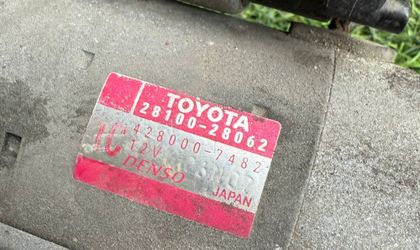 TOYOTA
28100-28062
428000-7482
12V
DENSO
JAPAN